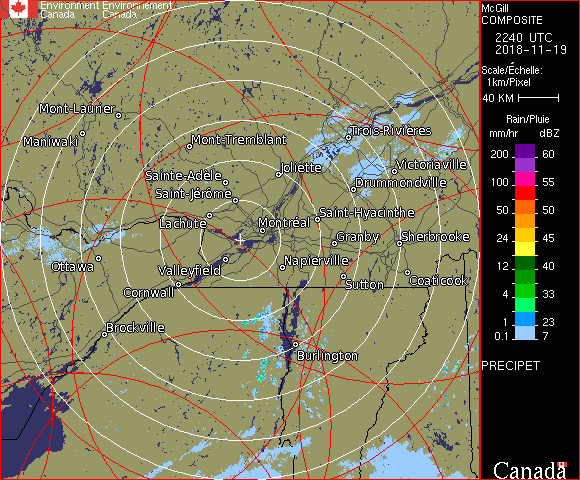 Environment Environnement
Canada Canada
McGill
COMPOSITE
2240 UTC
2018-11-19
Scale/Échelle:
1km/Pixel
40 KM
Rain/Pluie
mm/hr dBZ
200 60
100 55
50 50
24 45
12 40
4 33
1 23
0.1 7
PRECIPET
Canada
Mont-Laurier
Maniwaki
Mont-Tremblant
Trois-Rivières
Sainte-Adèle
Joliette
Victoriaville
Saint-Jérôme
Drummondville
Lachute
Montréal
Saint-Hyacinthe
Granby
Sherbrooke
Ottawa
Valleyfield
Napierville
Cornwall
Sutton
Coaticook
Brockville
Burlington